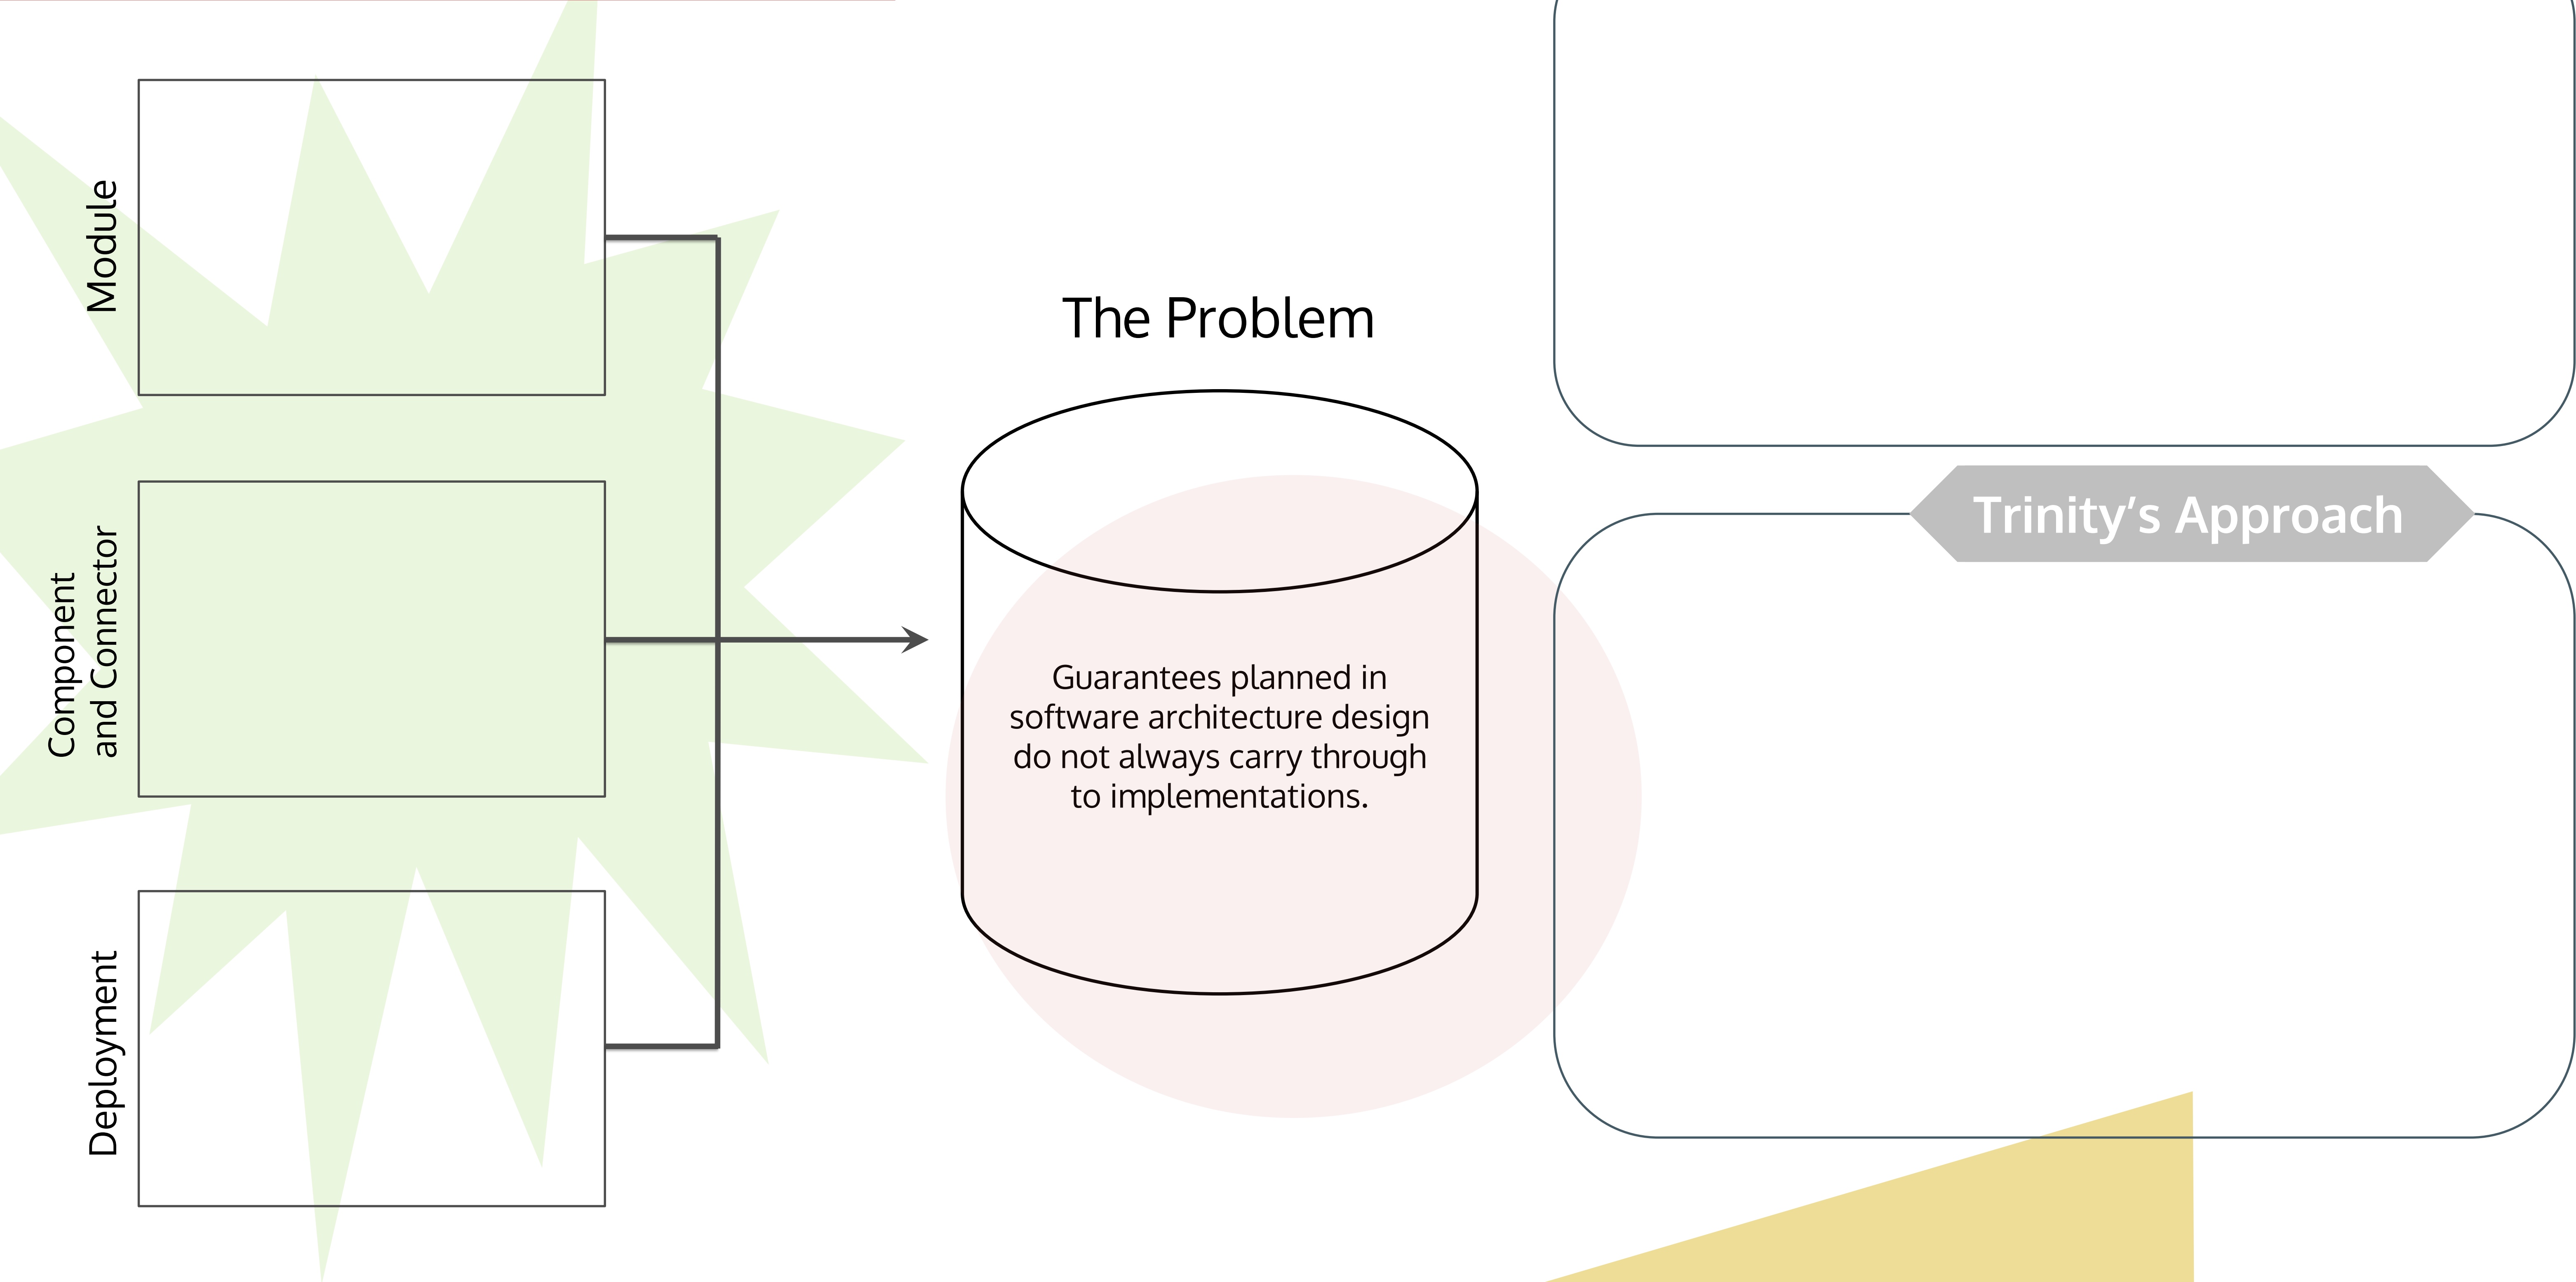 Module
Component
and Connector
Deployment
The Problem
Guarantees planned in
software architecture design
do not always carry through
to implementations.
Trinity’s Approach